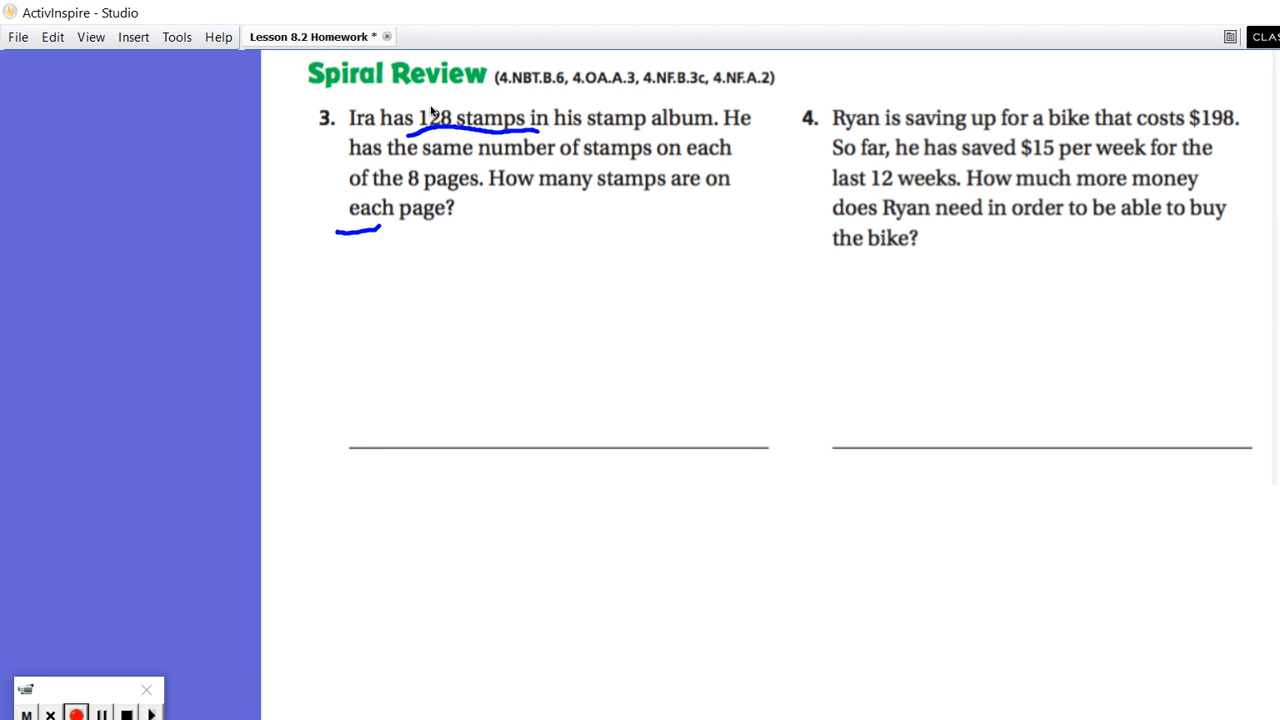 ActivInspire - Studio
File Edit View Insert Tools Help Lesson 8.2 Homework *
Spiral Review (4.NBT.B.6, 4.OA.A.3, 4.NF.B.3c, 4.NF.A.2)
3. Ira has 128 stamps in his stamp album. He
has the same number of stamps on each
of the 8 pages. How many stamps are on
each page?
4. Ryan is saving up for a bike that costs $198.
So far, he has saved $15 per week for the
last 12 weeks. How much more money
does Ryan need in order to be able to buy
the bike?
CLAS
M